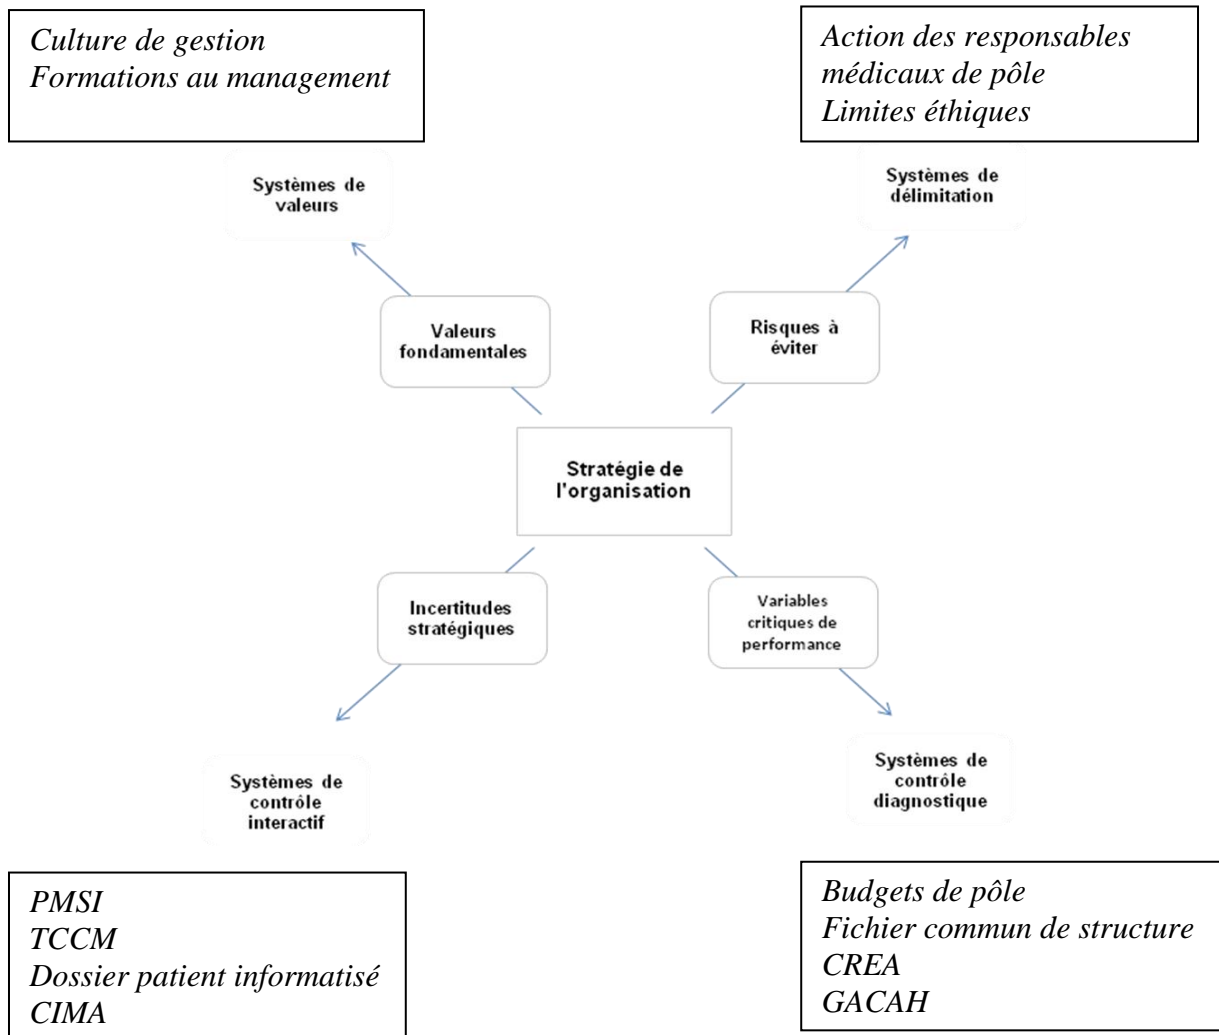 Culture de gestion
Formations au management
Action des responsables
médicaux de pôle
Limites éthiques
Systèmes de
valeurs
Systèmes de
délimitation
Valeurs
fondamentales
Risques à
éviter
Stratégie de
l'organisation
Incertitudes
stratégiques
Variables
critiques de
performance
Systèmes de
contrôle
interactif
Systèmes de
contrôle
diagnostique
PMSI
TCCM
Dossier patient informatisé
CIMA
Budgets de pôle
Fichier commun de structure
CREA
GACAH